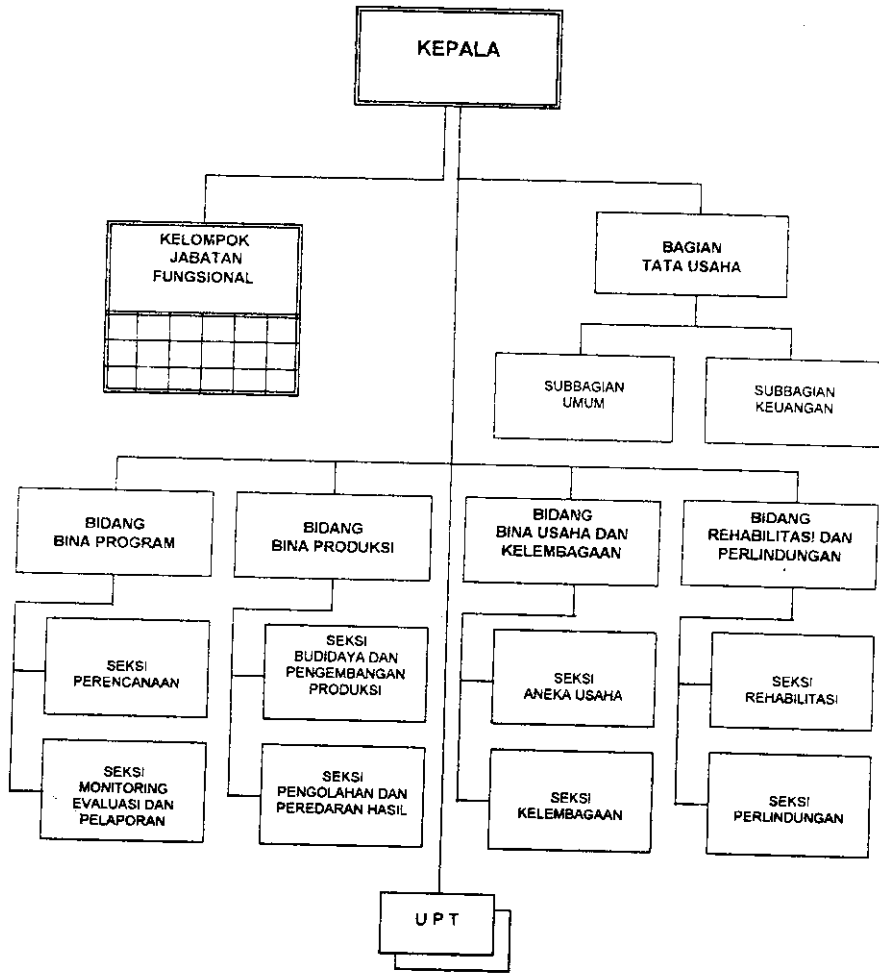 KEPALA
KELOMPOK
JABATAN
FUNGSIONAL
BAGIAN
TATA USAHA
SUBBAGIAN
UMUM
SUBBAGIAN
KEUANGAN
BIDANG
BINA PROGRAM
BIDANG
BINA PRODUKSI
BIDANG
BINA USAHA DAN
KELEMBAGAAN
BIDANG
REHABILITASI DAN
PERLINDUNGAN
SEKSI
PERENCANAAN
SEKSI
BUDIDAYA DAN
PENGEMBANGAN
PRODUKSI
SEKSI
ANEKA USAHA
SEKSI
REHABILITASI
SEKSI
MONITORING
EVALUASI DAN
PELAPORAN
SEKSI
PENGOLAHAN DAN
PEREDARAN HASIL
SEKSI
KELEMBAGAAN
SEKSI
PERLINDUNGAN
U P T